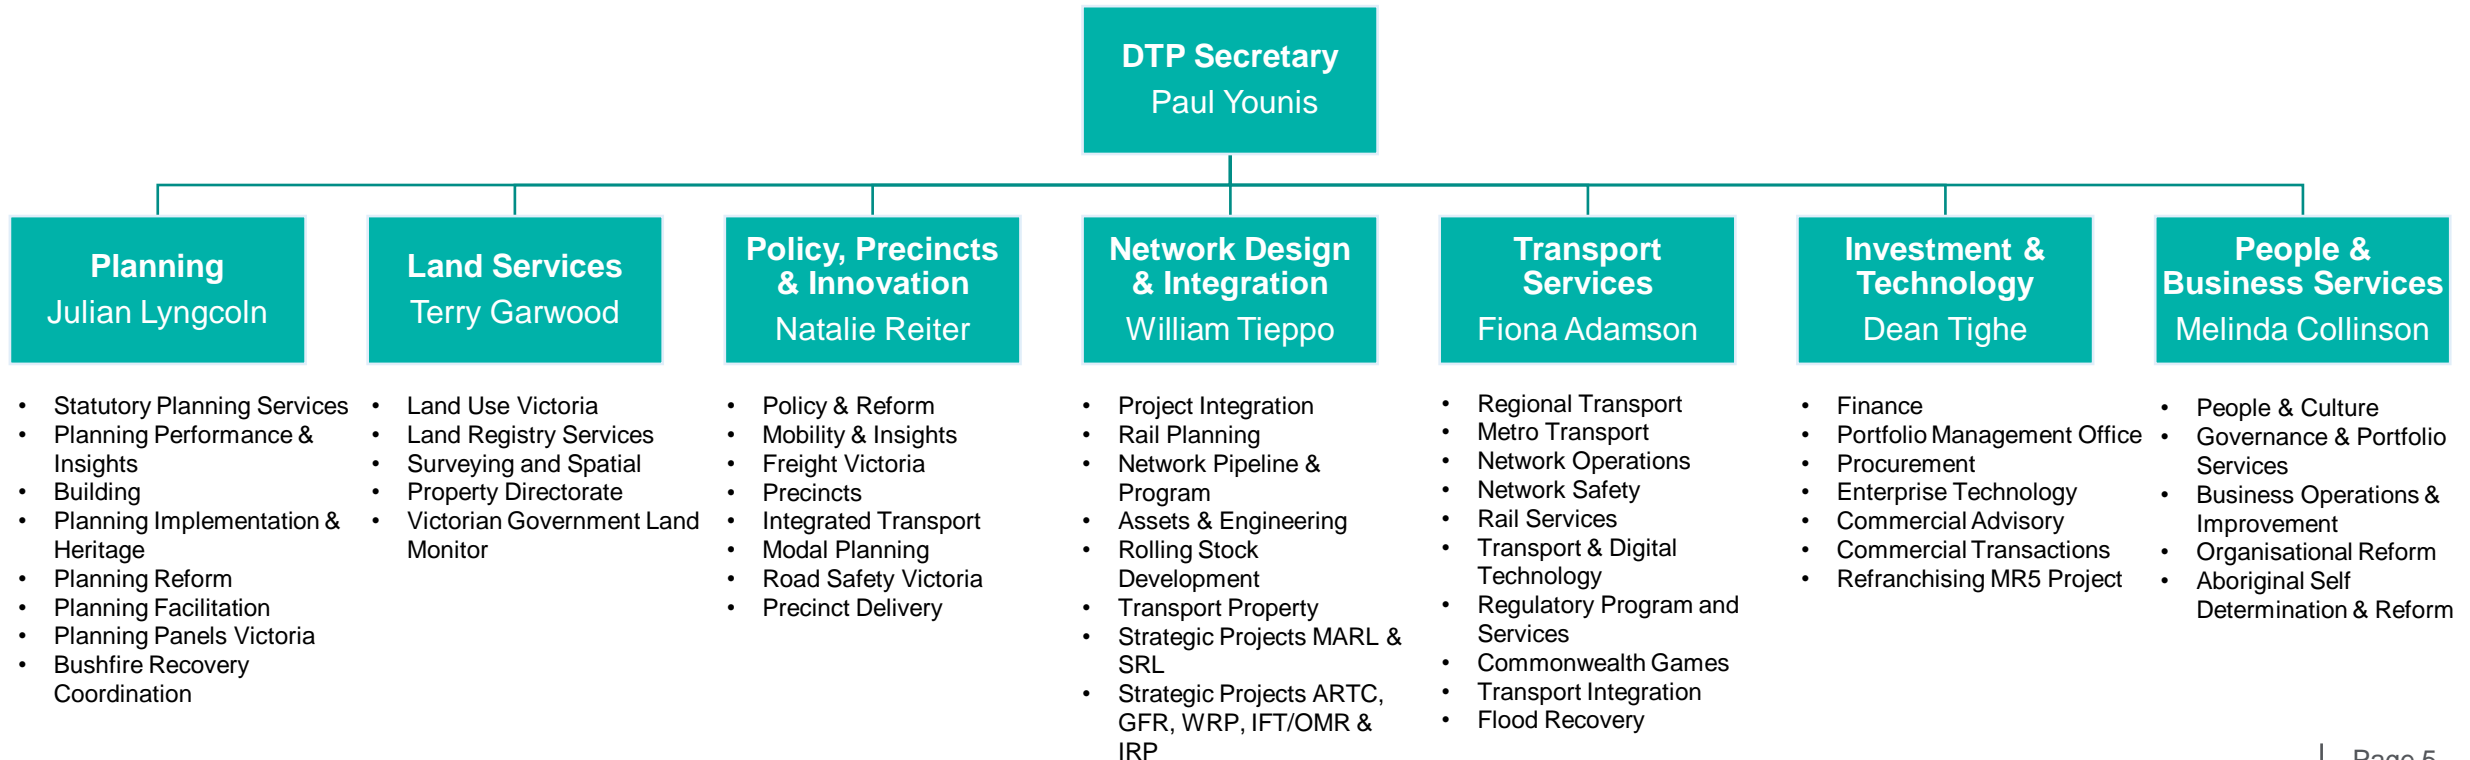 DTP Secretary
Paul Younis
Planning
Julian Lyngcoln
Land Services
Terry Garwood
Policy, Precincts
& Innovation
Natalie Reiter
Network Design
& Integration
William Tieppo
Transport
Services
Fiona Adamson
Investment &
Technology
Dean Tighe
People &
Business Services
Melinda Collinson
• Statutory Planning Services
• Planning Performance &
Insights
• Building
• Planning Implementation &
Heritage
• Planning Reform
• Planning Facilitation
• Planning Panels Victoria
• Bushfire Recovery
Coordination
• Land Use Victoria
• Land Registry Services
• Surveying and Spatial
• Property Directorate
• Victorian Government Land
Monitor
• Policy & Reform
• Mobility & Insights
• Freight Victoria
• Precincts
• Integrated Transport
• Modal Planning
• Road Safety Victoria
• Precinct Delivery
• Project Integration
• Rail Planning
• Network Pipeline &
Program
• Assets & Engineering
• Rolling Stock
Development
• Transport Property
• Strategic Projects MARL &
SRL
• Strategic Projects ARTC,
GFR, WRP, IFT/OMR &
IRP
• Regional Transport
• Metro Transport
• Network Operations
• Network Safety
• Rail Services
• Transport & Digital
Technology
• Regulatory Program and
Services
• Commonwealth Games
• Transport Integration
• Flood Recovery
• Finance
• Portfolio Management Office
• Procurement
• Enterprise Technology
• Commercial Advisory
• Commercial Transactions
• Refranchising MR5 Project
• People & Culture
• Governance & Portfolio
Services
• Business Operations &
Improvement
• Organisational Reform
• Aboriginal Self
Determination & Reform
Page 5